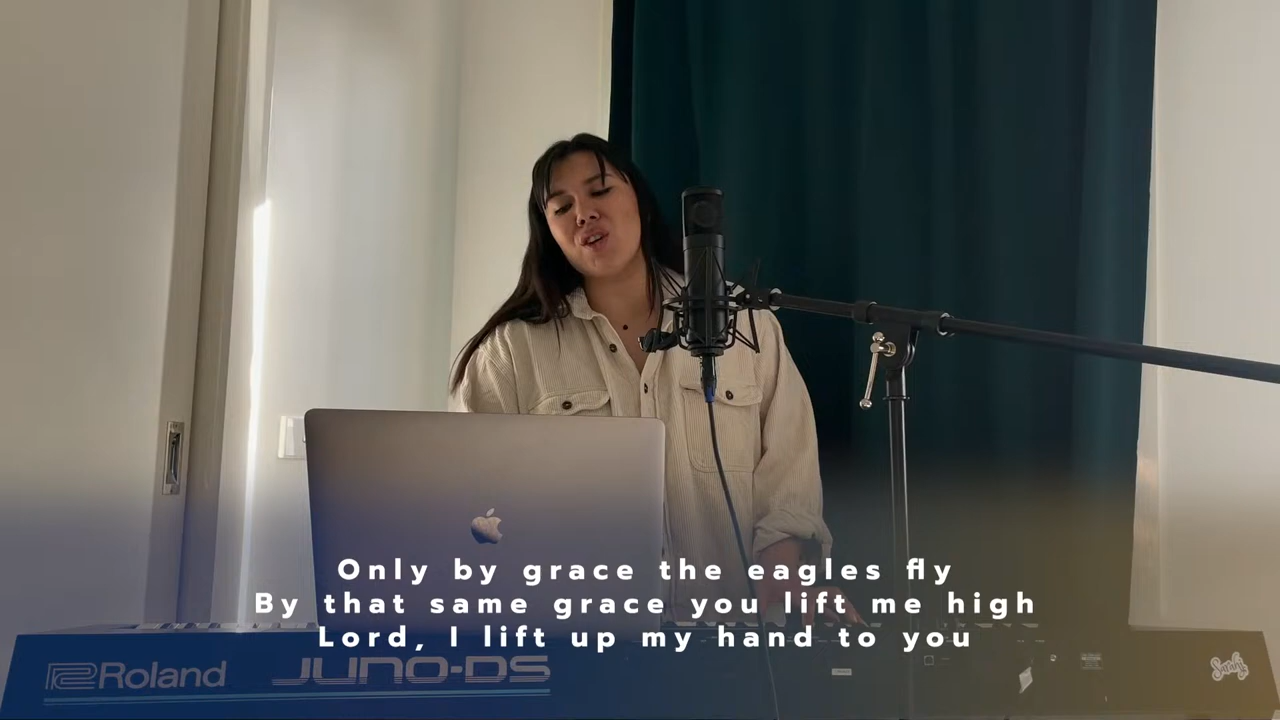 Only by grace the eagles fly
By that same grace you lift me high
Lord, I lift up my hand to you
Roland JUNO-DS
Sarah's